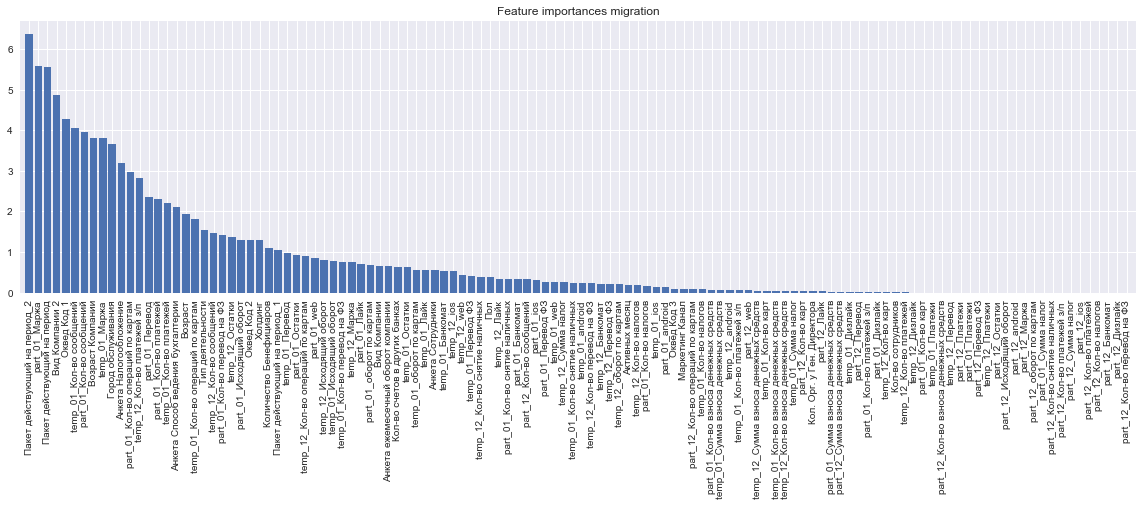 Feature importances migration
6
5
4
3
2
1
0
Пакет действующий на период_2
part_01_Маржа
Пакет действующий на период
Вид Компании 2
Оквед Код 1
temp_01_Кол-во сообщений
part_01_Кол-во сообщений
Возраст Компании
temp_01_Маржа
Город обслуживания
Анкета Налогообложение
part_01_Кол-во операций по картам
temp_12_Кол-во платежей з/п
part_01_Перевод
part_01_Кол-во платежей
temp_01_Кол-во платежей
Анкета Способ ведения бухгалтерии
Возраст
temp_01_Кол-во операций по картам
Тип деятельности
temp_12_Кол-во сообщений
part_01_Кол-во перевод на ФЗ
temp_12_Остатки
part_01_Исходящий оборот
Оквед Код 2
Холдинг
Количество Бенефициаров
Пакет действующий на период_1
temp_01_Перевод
part_01_Остатки
temp_12_Кол-во операций по картам
part_01_web
temp_12_Исходящий оборот
temp_01_Исходящий оборот
temp_01_Кол-во перевод на ФЗ
temp_12_Маржа
part_01_Лайк
part_01_оборот по картам
Вид Компании
Анкета ежемесячный оборот компании
Кол-во счетов в других банках
temp_01_Остатки
temp_01_оборот по картам
temp_01_Лайк
Анкета Сотрудники
temp_01_Банкомат
temp_12_ios
temp_12_web
temp_01_Перевод ФЗ
temp_12_Кол-во снятие наличных
Пол
temp_12_Лайк
part_01_Кол-во снятие наличных
part_01_Банкомат
part_12_Кол-во сообщений
part_01_ios
part_01_Перевод ФЗ
temp_01_web
temp_12_Сумма налог
temp_01_Кол-во снятие наличных
temp_01_android
temp_12_Кол-во перевод на ФЗ
temp_12_Банкомат
temp_12_Перевод ФЗ
temp_12_оборот по картам
Активных месяц
temp_12_Кол-во налогов
part_01_Кол-во налогов
temp_01_ios
part_01_android
Оквед Код 3
Маркетинг Канал
part_12_Кол-во операций по картам
temp_01_Кол-во налогов
part_01_Кол-во взноса денежных средств
temp_01_Сумма взноса денежных средств
temp_12_android
temp_01_Кол-во платежей з/п
part_12_web
temp_12_Сумма взноса денежных средств
temp_01_Кол-во карт
temp_01_Кол-во взноса денежных средств
temp_12_Кол-во взноса денежных средств
temp_01_Сумма налог
temp_12_Кол-во карт
Кол. Орг. у Ген. Дира
part_12_Лайк
part_01_Сумма взноса денежных средств
part_12_Сумма взноса денежных средств
temp_01_Диалайк
part_12_Перевод
part_01_Кол-во платежей з/п
part_01_Диалайк
temp_12_Кол-во карт
Кол-во сотрудников
temp_12_Кол-во платежей
temp_12_Дилайк
part_01_Кол-во карт
temp_01_Платежки
part_12_Кол-во взноса денежных средств
temp_12_Перевод
part_12_Платежки
part_01_Платежки
part_12_Перевод ФЗ
temp_12_Платежки
part_12_Остатки
part_12_Исходящий оборот
part_12_android
part_12_Маржа
part_12_оборот по картам
part_01_Сумма налог
part_12_Кол-во снятие наличных
part_12_Кол-во платежей з/п
part_12_Сумма налог
part_12_ios
part_12_Кол-во платежей
part_12_Кол-во налогов
part_12_Банкомат
part_12_Кол-во карт
part_12_Кол-во перевод на ФЗ